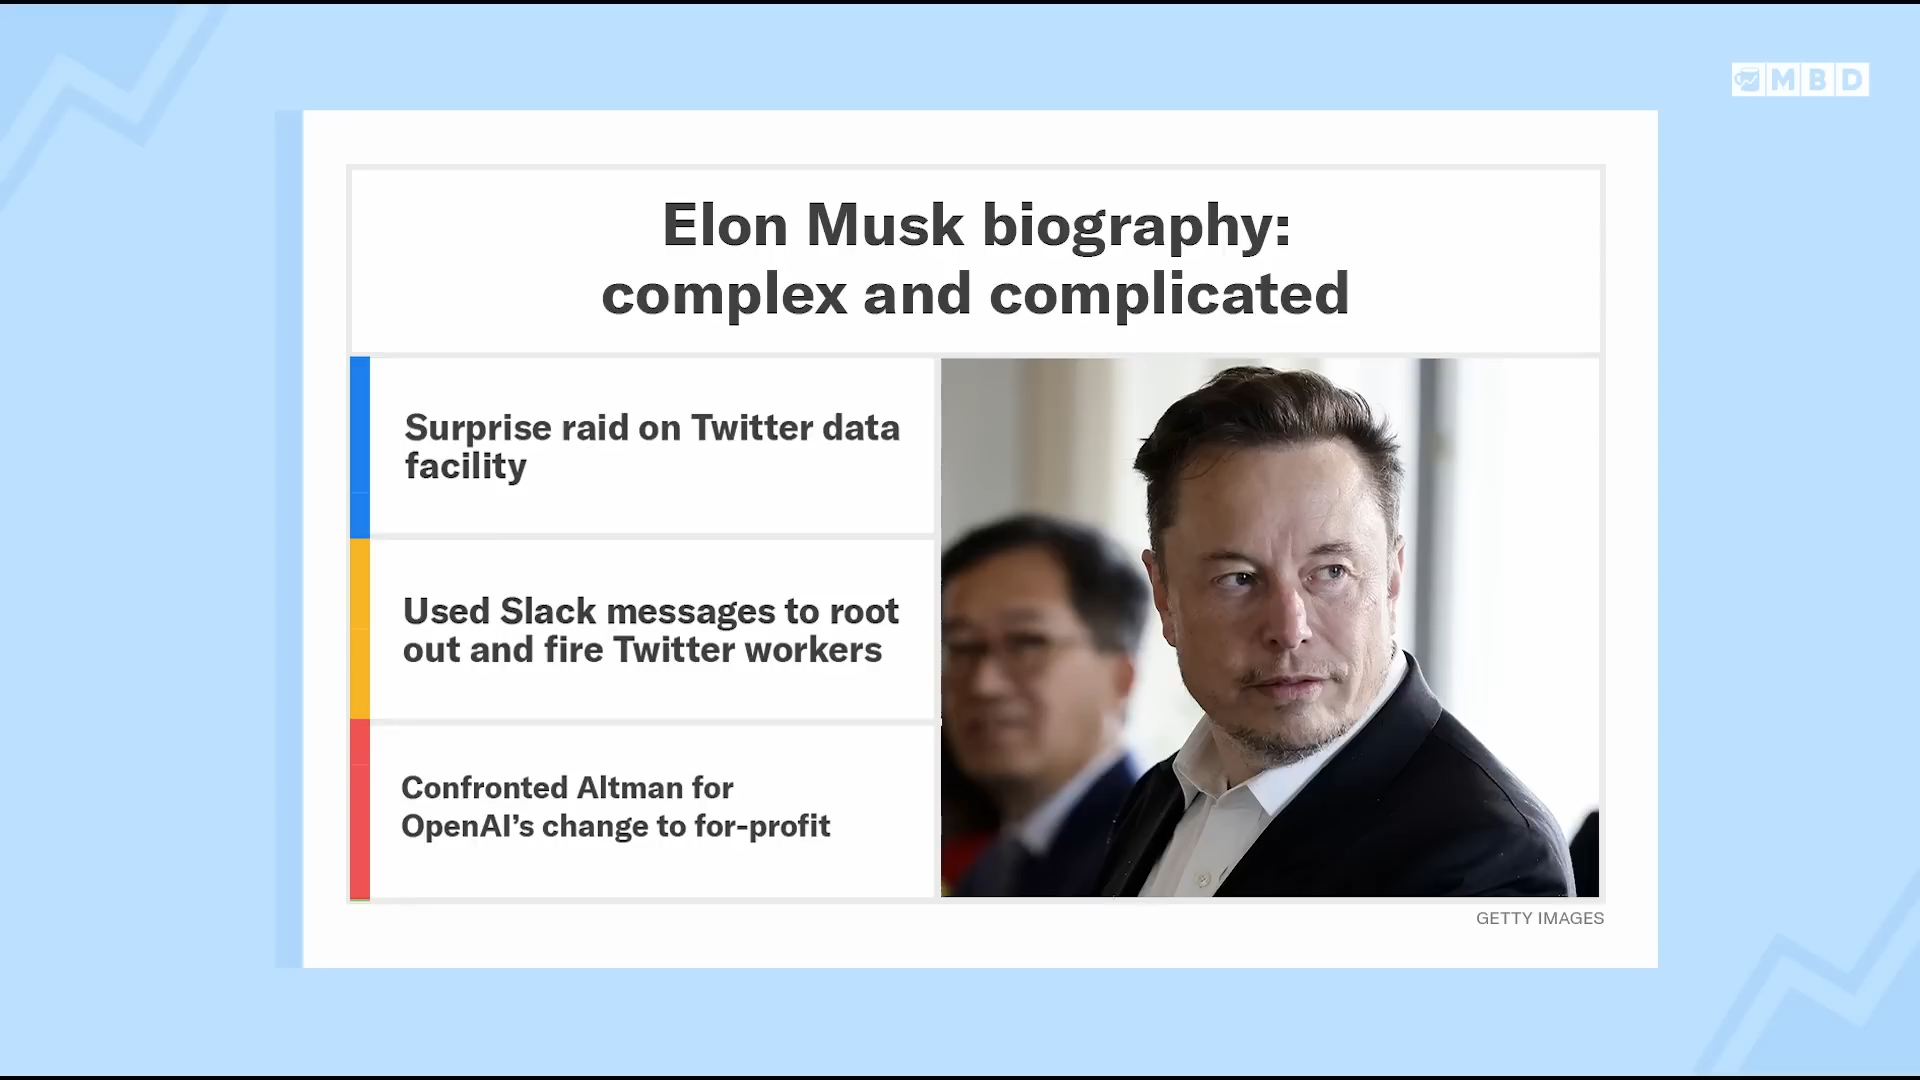 MBD
Elon Musk biography:
complex and complicated
Surprise raid on Twitter data
facility
Used Slack messages to root
out and fire Twitter workers
Confronted Altman for
OpenAI’s change to for-profit
GETTY IMAGES